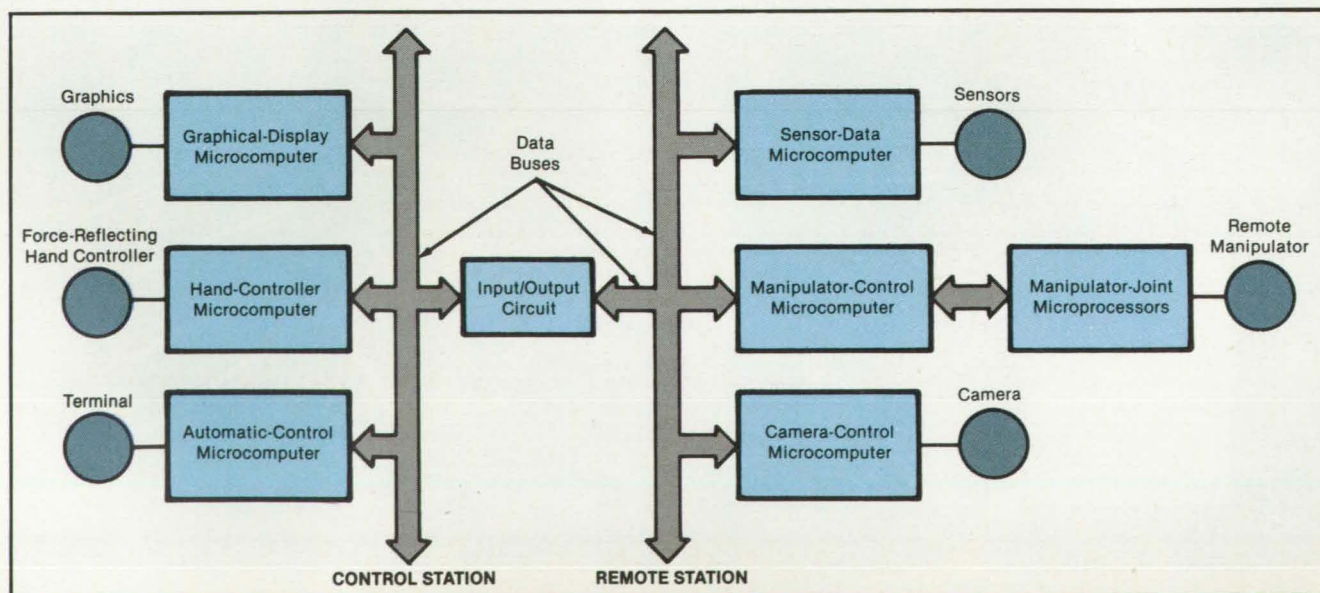 Graphics
Graphical-Display
Microcomputer
Data
Buses
Sensor-Data
Microcomputer
Sensors
Force-Reflecting
Hand Controller
Hand-Controller
Microcomputer
Input/Output
Circuit
Manipulator-Control
Microcomputer
Manipulator-Joint
Microprocessors
Remote
Manipulator
Terminal
Automatic-Control
Microcomputer
Camera-Control
Microcomputer
Camera
CONTROL STATION
REMOTE STATION